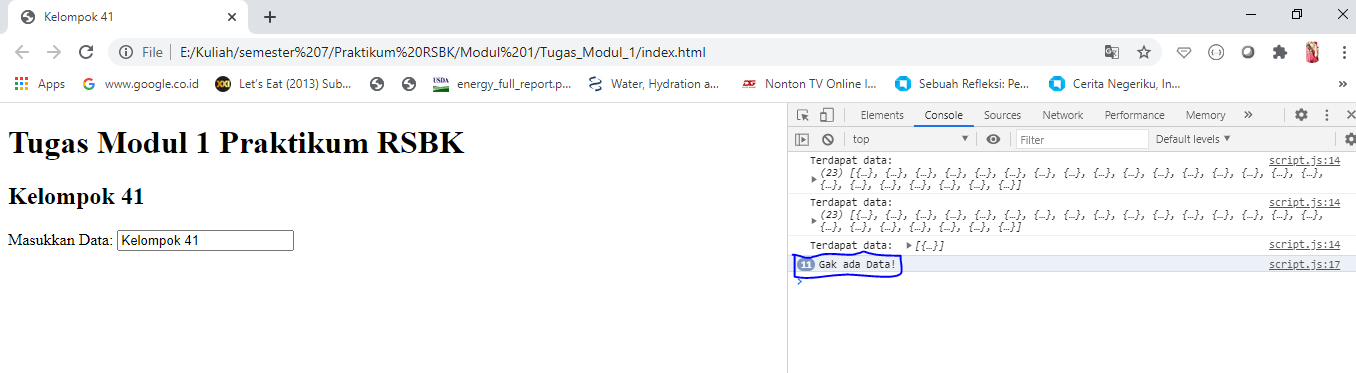 Kelompok 41
File | E:/Kuliah/semester%207/Praktikum%20RSBK/Modul%201/Tugas_Modul_1/index.html
Apps www.google.co.id Let's Eat (2013) Sub... energy_full_report.p... Water, Hydration a... Nonton TV Online I... Sebuah Refleksi: Pe... Cerita Negeriku, In... »
Elements Console Sources Network Performance Memory »
top Filter Default levels
Tugas Modul 1 Praktikum RSBK
Kelompok 41
Masukkan Data: Kelompok 41
Terdapat data: script.js:14
(23) [{…}, {…}, {…}, {…}, {…}, {…}, {…}, {…}, {…}, {…}, {…}, {…}, {…}, {…}, {…}, {…},
{…}, {…}, {…}, {…}, {…}, {…}, {…}]
Terdapat data: script.js:14
(23) [{…}, {…}, {…}, {…}, {…}, {…}, {…}, {…}, {…}, {…}, {…}, {…}, {…}, {…}, {…}, {…},
{…}, {…}, {…}, {…}, {…}, {…}, {…}]
Terdapat data: [{…}] script.js:14
11 Gak ada Data! script.js:17